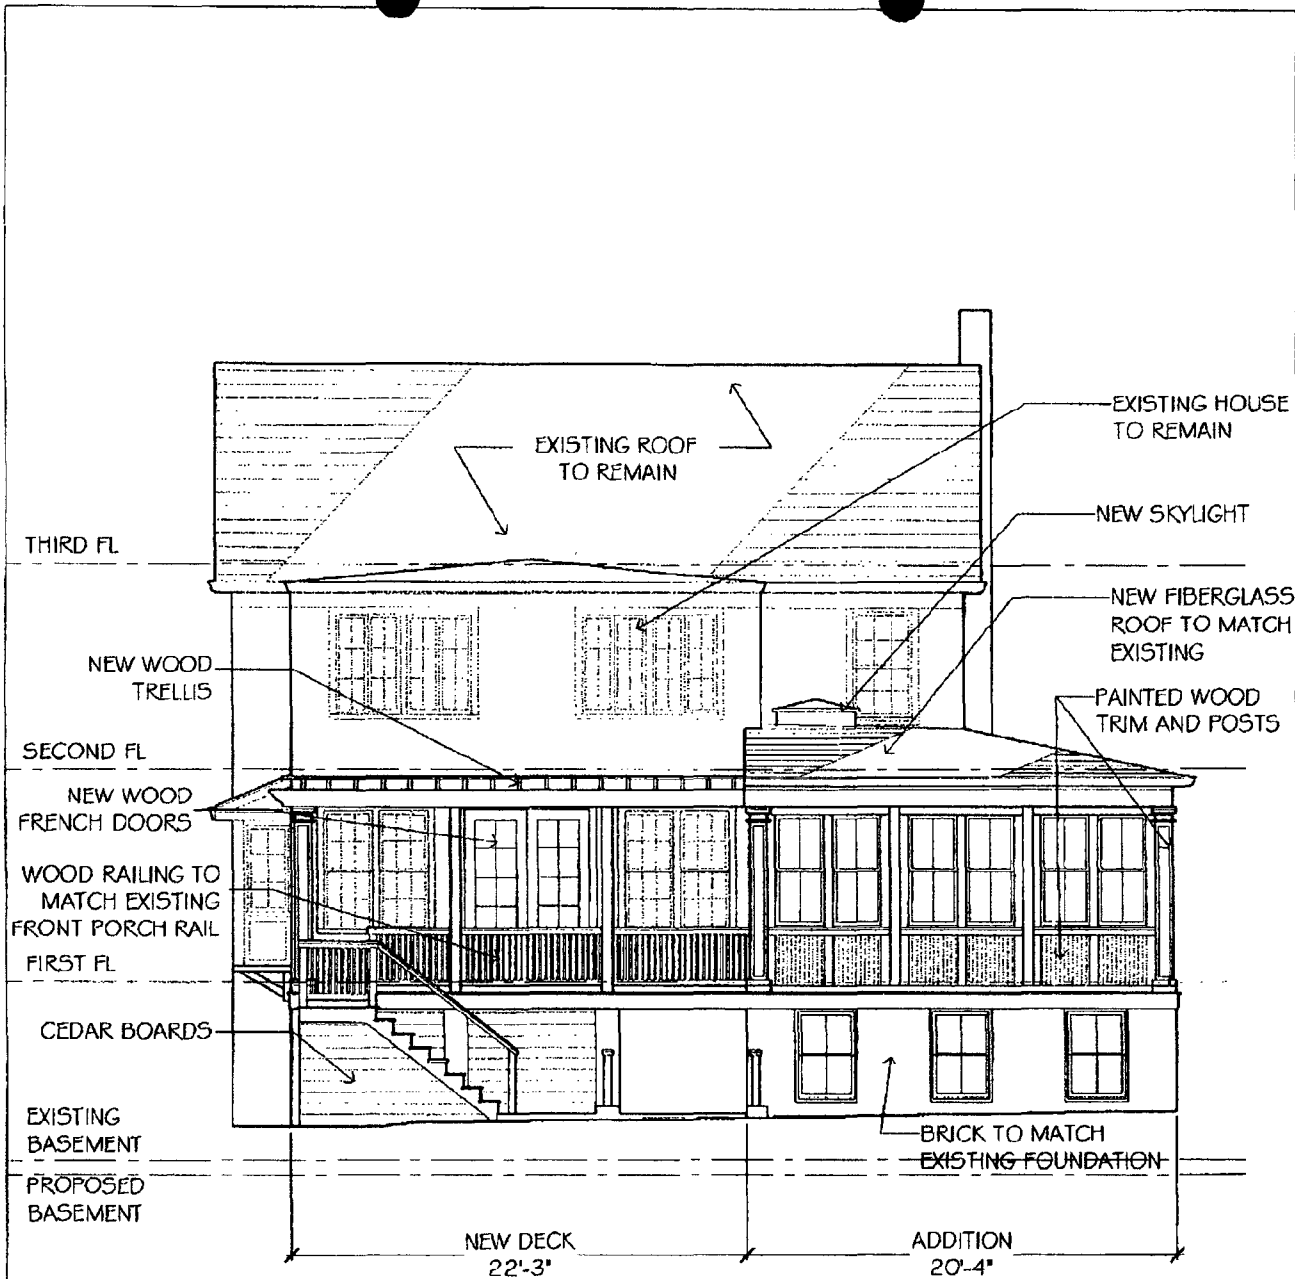 EXISTING HOUSE
TO REMAIN
EXISTING ROOF
TO REMAIN
NEW SKYLIGHT
THIRD FL
NEW FIBERGLASS
ROOF TO MATCH
EXISTING
NEW WOOD
TRELLIS
PAINTED WOOD
TRIM AND POSTS
SECOND FL
NEW WOOD
FRENCH DOORS
WOOD RAILING TO
MATCH EXISTING
FRONT PORCH RAIL
FIRST FL
CEDAR BOARDS
EXISTING
BASEMENT
BRICK TO MATCH
EXISTING FOUNDATION
PROPOSED
BASEMENT
NEW DECK
22'-3"
ADDITION
20'-4"